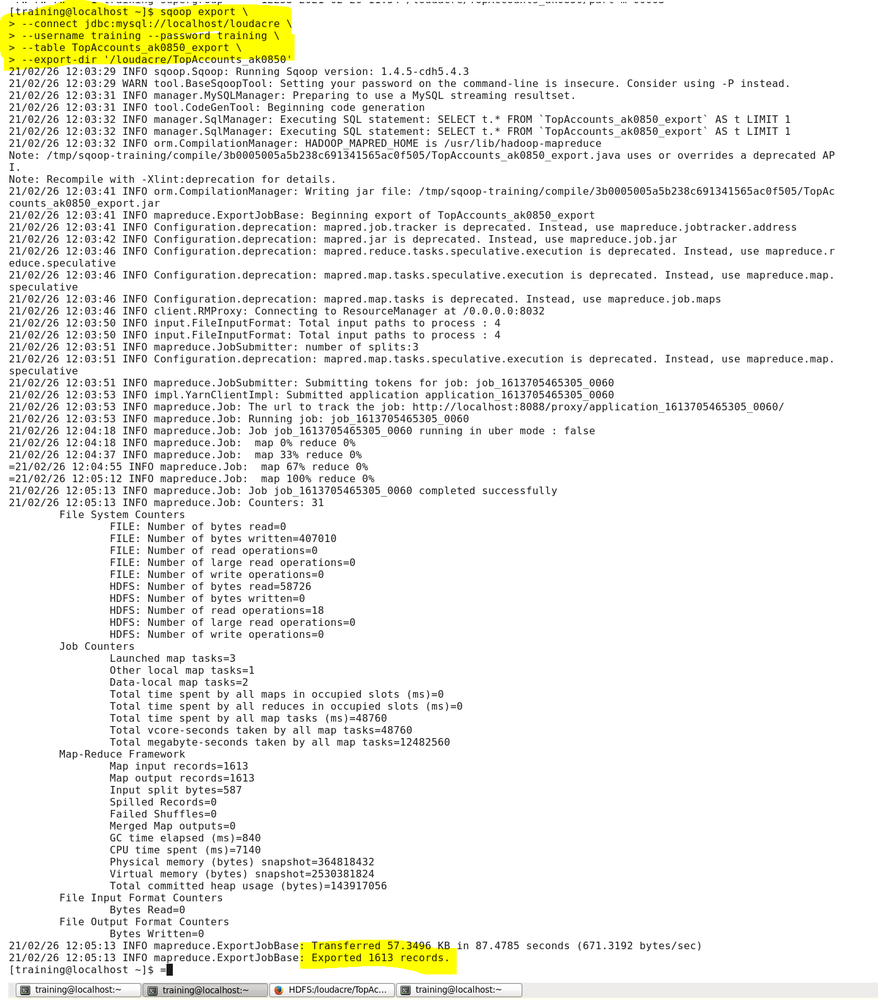 [training@localhost ~]$ sqoop export \
> --connect jdbc:mysql://localhost/loudacre \
> --username training --password training \
> --table TopAccounts_ak0850_export \
> --export-dir '/loudacre/TopAccounts_ak0850'
21/02/26 12:03:29 INFO sqoop.Sqoop: Running Sqoop version: 1.4.5-cdh5.4.3
21/02/26 12:03:29 WARN tool.BaseSqoopTool: Setting your password on the command-line is insecure. Consider using -P instead.
21/02/26 12:03:31 INFO manager.MySQLManager: Preparing to use a MySQL streaming resultset.
21/02/26 12:03:31 INFO tool.CodeGenTool: Beginning code generation
21/02/26 12:03:32 INFO manager.SqlManager: Executing SQL statement: SELECT t.* FROM `TopAccounts_ak0850_export` AS t LIMIT 1
21/02/26 12:03:32 INFO manager.SqlManager: Executing SQL statement: SELECT t.* FROM `TopAccounts_ak0850_export` AS t LIMIT 1
21/02/26 12:03:32 INFO orm.CompilationManager: HADOOP_MAPRED_HOME is /usr/lib/hadoop-mapreduce
Note: /tmp/sqoop-training/compile/3b0005005a5b238c691341565ac0f505/TopAccounts_ak0850_export.java uses or overrides a deprecated AP
I.
Note: Recompile with -Xlint:deprecation for details.
21/02/26 12:03:41 INFO orm.CompilationManager: Writing jar file: /tmp/sqoop-training/compile/3b0005005a5b238c691341565ac0f505/TopAc
counts_ak0850_export.jar
21/02/26 12:03:41 INFO mapreduce.ExportJobBase: Beginning export of TopAccounts_ak0850_export
21/02/26 12:03:41 INFO Configuration.deprecation: mapred.job.tracker is deprecated. Instead, use mapreduce.jobtracker.address
21/02/26 12:03:42 INFO Configuration.deprecation: mapred.jar is deprecated. Instead, use mapreduce.job.jar
21/02/26 12:03:46 INFO Configuration.deprecation: mapred.reduce.tasks.speculative.execution is deprecated. Instead, use mapreduce.r
educe.speculative
21/02/26 12:03:46 INFO Configuration.deprecation: mapred.map.tasks.speculative.execution is deprecated. Instead, use mapreduce.map.
speculative
21/02/26 12:03:46 INFO Configuration.deprecation: mapred.map.tasks is deprecated. Instead, use mapreduce.job.maps
21/02/26 12:03:46 INFO client.RMProxy: Connecting to ResourceManager at /0.0.0.0:8032
21/02/26 12:03:50 INFO input.FileInputFormat: Total input paths to process : 4
21/02/26 12:03:50 INFO input.FileInputFormat: Total input paths to process : 4
21/02/26 12:03:51 INFO mapreduce.JobSubmitter: number of splits:3
21/02/26 12:03:51 INFO Configuration.deprecation: mapred.map.tasks.speculative.execution is deprecated. Instead, use mapreduce.map.
speculative
21/02/26 12:03:51 INFO mapreduce.JobSubmitter: Submitting tokens for job: job_1613705465305_0060
21/02/26 12:03:53 INFO impl.YarnClientImpl: Submitted application application_1613705465305_0060
21/02/26 12:03:53 INFO mapreduce.Job: The url to track the job: http://localhost:8088/proxy/application_1613705465305_0060/
21/02/26 12:03:53 INFO mapreduce.Job: Running job: job_1613705465305_0060
21/02/26 12:04:18 INFO mapreduce.Job: Job job_1613705465305_0060 running in uber mode : false
21/02/26 12:04:18 INFO mapreduce.Job:  map 0% reduce 0%
21/02/26 12:04:37 INFO mapreduce.Job:  map 33% reduce 0%
=21/02/26 12:04:55 INFO mapreduce.Job:  map 67% reduce 0%
=21/02/26 12:05:12 INFO mapreduce.Job:  map 100% reduce 0%
21/02/26 12:05:13 INFO mapreduce.Job: Job job_1613705465305_0060 completed successfully
21/02/26 12:05:13 INFO mapreduce.Job: Counters: 31
File System Counters
FILE: Number of bytes read=0
FILE: Number of bytes written=407010
FILE: Number of read operations=0
FILE: Number of large read operations=0
FILE: Number of write operations=0
HDFS: Number of bytes read=58726
HDFS: Number of bytes written=0
HDFS: Number of read operations=18
HDFS: Number of large read operations=0
HDFS: Number of write operations=0
Job Counters
Launched map tasks=3
Other local map tasks=1
Data-local map tasks=2
Total time spent by all maps in occupied slots (ms)=0
Total time spent by all reduces in occupied slots (ms)=0
Total time spent by all map tasks (ms)=48760
Total vcore-seconds taken by all map tasks=48760
Total megabyte-seconds taken by all map tasks=12482560
Map-Reduce Framework
Map input records=1613
Map output records=1613
Input split bytes=587
Spilled Records=0
Failed Shuffles=0
Merged Map outputs=0
GC time elapsed (ms)=840
CPU time spent (ms)=7140
Physical memory (bytes) snapshot=364818432
Virtual memory (bytes) snapshot=2530381824
Total committed heap usage (bytes)=143917056
File Input Format Counters
Bytes Read=0
File Output Format Counters
Bytes Written=0
21/02/26 12:05:13 INFO mapreduce.ExportJobBase: Transferred 57.3496 KB in 87.4785 seconds (671.3192 bytes/sec)
21/02/26 12:05:13 INFO mapreduce.ExportJobBase: Exported 1613 records.
[training@localhost ~]$ =
training@localhost:~ training@localhost:~ HDFS:/loudacre/TopAc... training@localhost:~